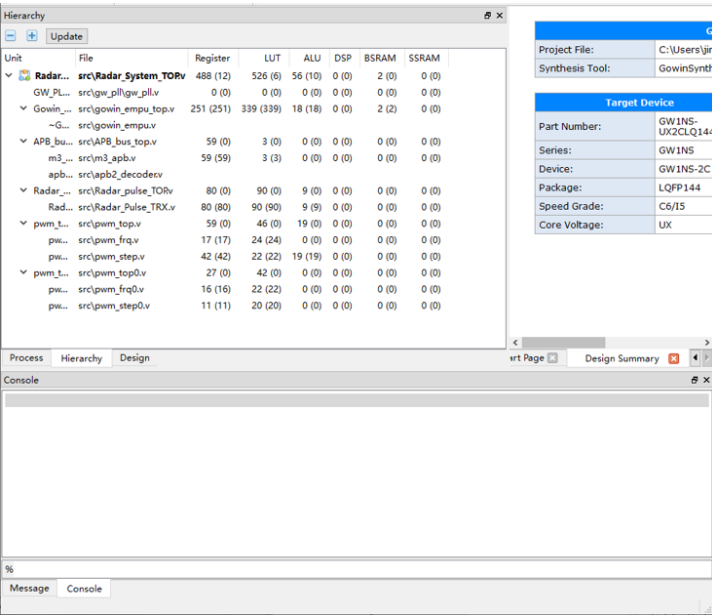 Hierarchy
Update
Unit File Register LUT ALU DSP BSRAM SSRAM
Radar... src\Radar_System_TOP.v 488 (12) 526 (6) 56 (10) 0 (0) 2 (0) 0 (0)
GW_PL... src\gw_pll\gw_pll.v 0 (0) 0 (0) 0 (0) 0 (0) 0 (0) 0 (0)
Gowin_... src\gowin_empu_top.v 251 (251) 339 (339) 18 (18) 0 (0) 2 (2) 0 (0)
~G... src\gowin_empu.v
APB_bu... src\APB_bus_top.v 59 (0) 3 (0) 0 (0) 0 (0) 0 (0) 0 (0)
m3_... src\m3_apb.v 59 (59) 3 (3) 0 (0) 0 (0) 0 (0) 0 (0)
apb... src\apb2_decoder.v
Radar_... src\Radar_pulse_TOP.v 80 (0) 90 (0) 9 (0) 0 (0) 0 (0) 0 (0)
Rad... src\Radar_Pulse_TRX.v 80 (80) 90 (90) 9 (9) 0 (0) 0 (0) 0 (0)
pwm_t... src\pwm_top.v 59 (0) 46 (0) 19 (0) 0 (0) 0 (0) 0 (0)
pw... src\pwm_frq.v 17 (17) 24 (24) 0 (0) 0 (0) 0 (0) 0 (0)
pw... src\pwm_step.v 42 (42) 22 (22) 19 (19) 0 (0) 0 (0) 0 (0)
pwm_t... src\pwm_top0.v 27 (0) 42 (0) 0 (0) 0 (0) 0 (0) 0 (0)
pw... src\pwm_frq0.v 16 (16) 22 (22) 0 (0) 0 (0) 0 (0) 0 (0)
pw... src\pwm_step0.v 11 (11) 20 (20) 0 (0) 0 (0) 0 (0) 0 (0)
Process Hierarchy Design
G
Project File: C:\Users\jir
Synthesis Tool: GowinSynth
Target Device
Part Number: GW1NS-
UX2CLQ144
Series: GW1NS
Device: GW1NS-2C
Package: LQFP144
Speed Grade: C6/I5
Core Voltage: UX
art Page Design Summary
Console
%
Message Console